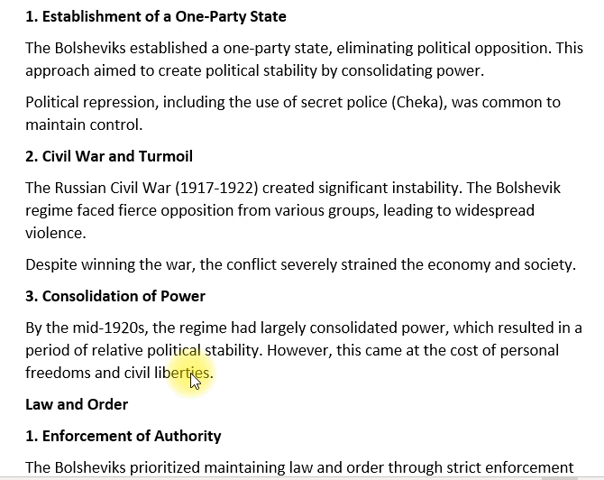 1. Establishment of a One-Party State
The Bolsheviks established a one-party state, eliminating political opposition. This
approach aimed to create political stability by consolidating power.
Political repression, including the use of secret police (Cheka), was common to
maintain control.
2. Civil War and Turmoil
The Russian Civil War (1917-1922) created significant instability. The Bolshevik
regime faced fierce opposition from various groups, leading to widespread
violence.
Despite winning the war, the conflict severely strained the economy and society.
3. Consolidation of Power
By the mid-1920s, the regime had largely consolidated power, which resulted in a
period of relative political stability. However, this came at the cost of personal
freedoms and civil liberties.
Law and Order
1. Enforcement of Authority
The Bolsheviks prioritized maintaining law and order through strict enforcement